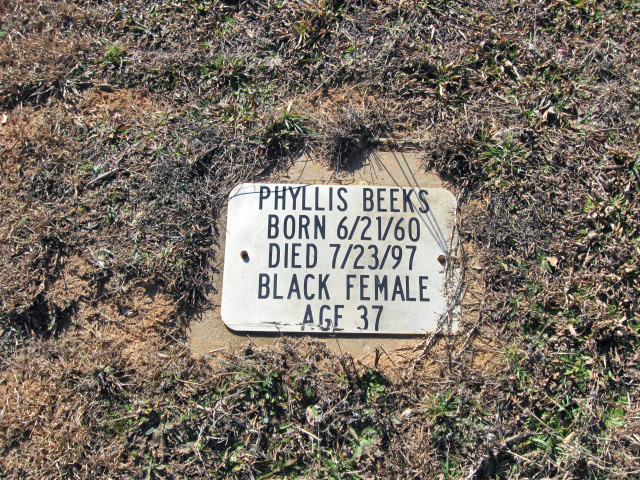 PHYLLIS BEEKS
BORN 6/21/60
DIED 7/23/97
BLACK FEMALE
AGE 37